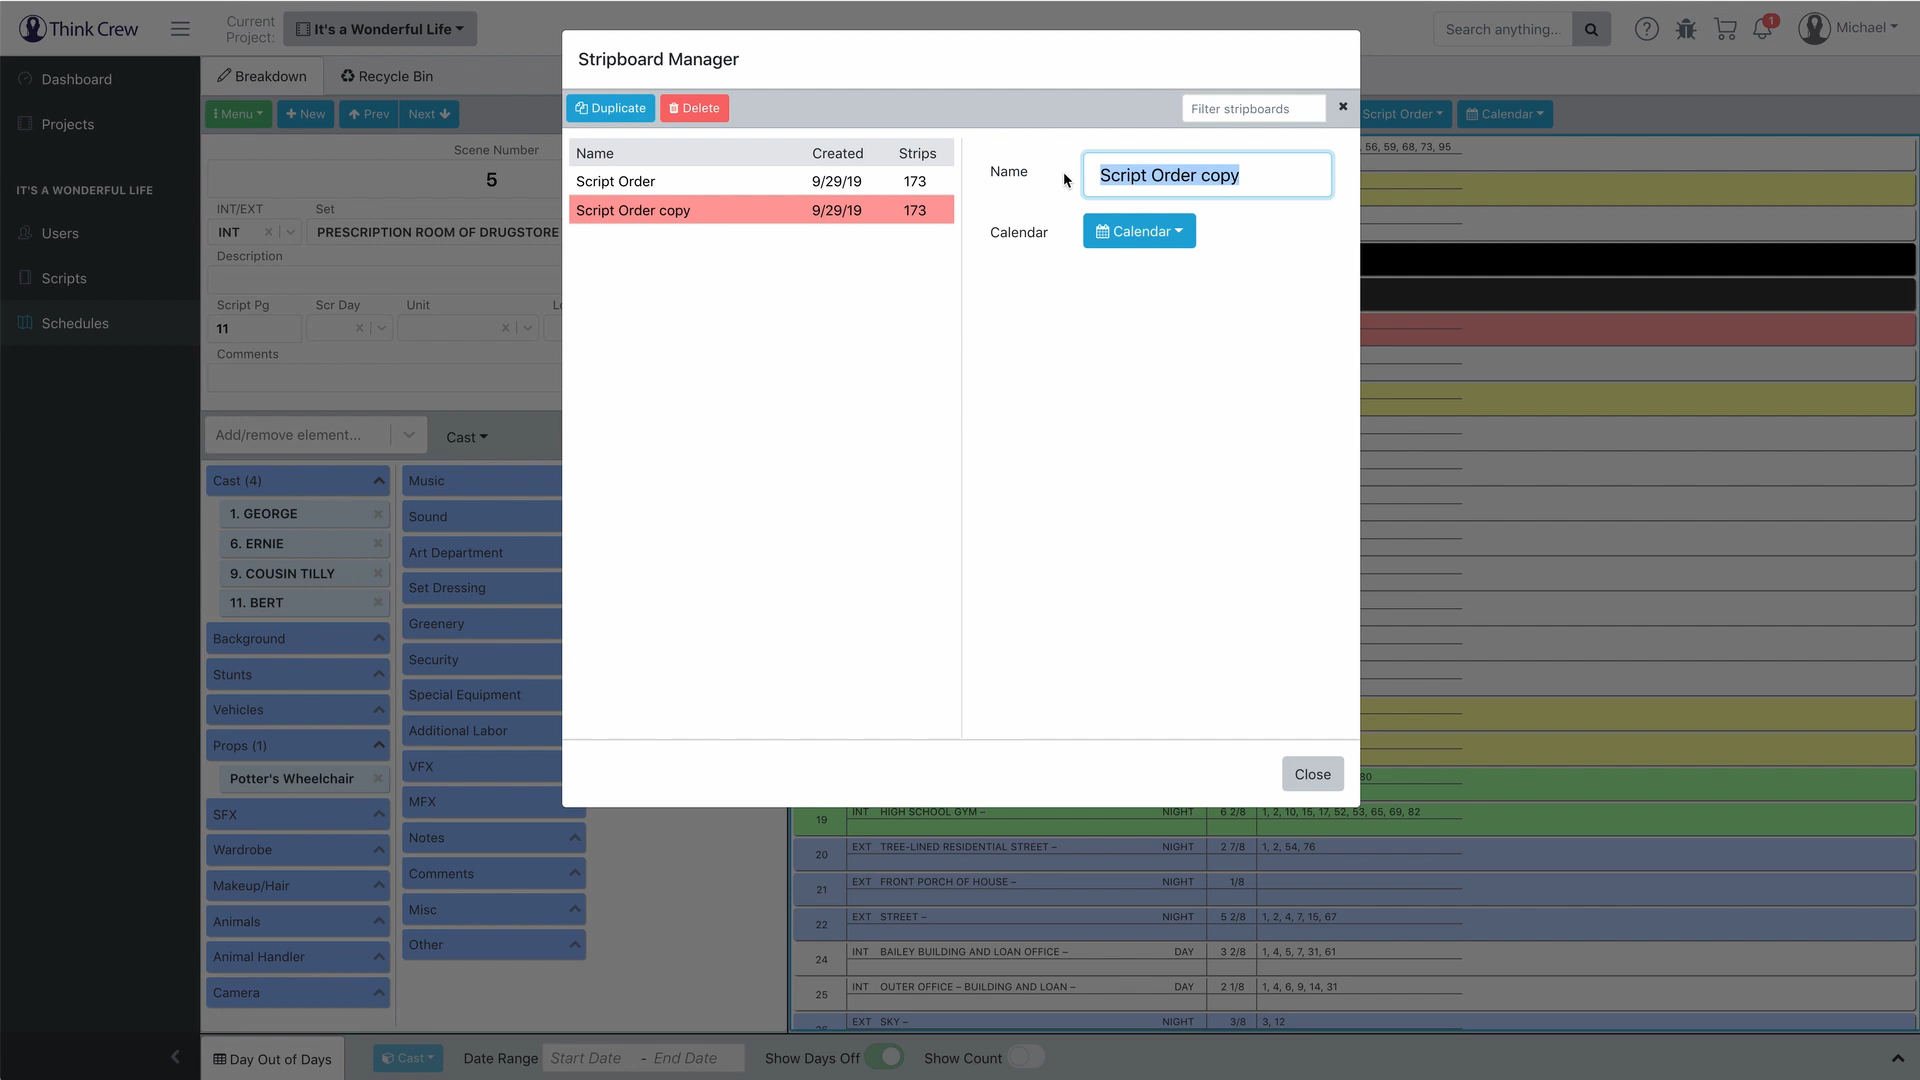 Think Crew
Current
Project:
It's a Wonderful Life
Search anything...
1
Michael
Dashboard
Projects
IT'S A WONDERFUL LIFE
Users
Scripts
Schedules
Breakdown
Recycle Bin
Menu
New
Prev
Next
Scene Number
5
INT/EXT
Set
INT
PRESCRIPTION ROOM OF DRUGSTORE
Description
Script Pg
Scr Day
Unit
11
Comments
Add/remove element...
Cast
Cast (4)
1. GEORGE
6. ERNIE
9. COUSIN TILLY
11. BERT
Background
Stunts
Vehicles
Props (1)
Potter's Wheelchair
SFX
Wardrobe
Makeup/Hair
Animals
Animal Handler
Camera
Music
Sound
Art Department
Set Dressing
Greenery
Security
Special Equipment
Additional Labor
VFX
MFX
Notes
Comments
Misc
Other
Stripboard Manager
Duplicate
Delete
Filter stripboards
Name Created Strips
Script Order 9/29/19 173
Script Order copy 9/29/19 173
Name
Script Order copy
Calendar
Calendar
Close
Script Order
Calendar
56, 59, 68, 73, 95
80
19 INT HIGH SCHOOL GYM – NIGHT 6 2/8 1, 2, 10, 15, 17, 52, 53, 65, 69, 82
20 EXT TREE-LINED RESIDENTIAL STREET – NIGHT 2 7/8 1, 2, 54, 76
21 EXT FRONT PORCH OF HOUSE – NIGHT 1/8
22 EXT STREET – NIGHT 5 2/8 1, 2, 4, 7, 15, 67
24 INT BAILEY BUILDING AND LOAN OFFICE – DAY 3 2/8 1, 4, 5, 7, 31, 61
25 INT OUTER OFFICE – BUILDING AND LOAN – DAY 2 1/8 1, 4, 6, 9, 14, 31
EXT SKY – NIGHT 3/8 3, 12
Day Out of Days
Cast
Date Range
Start Date - End Date
Show Days Off
Show Count